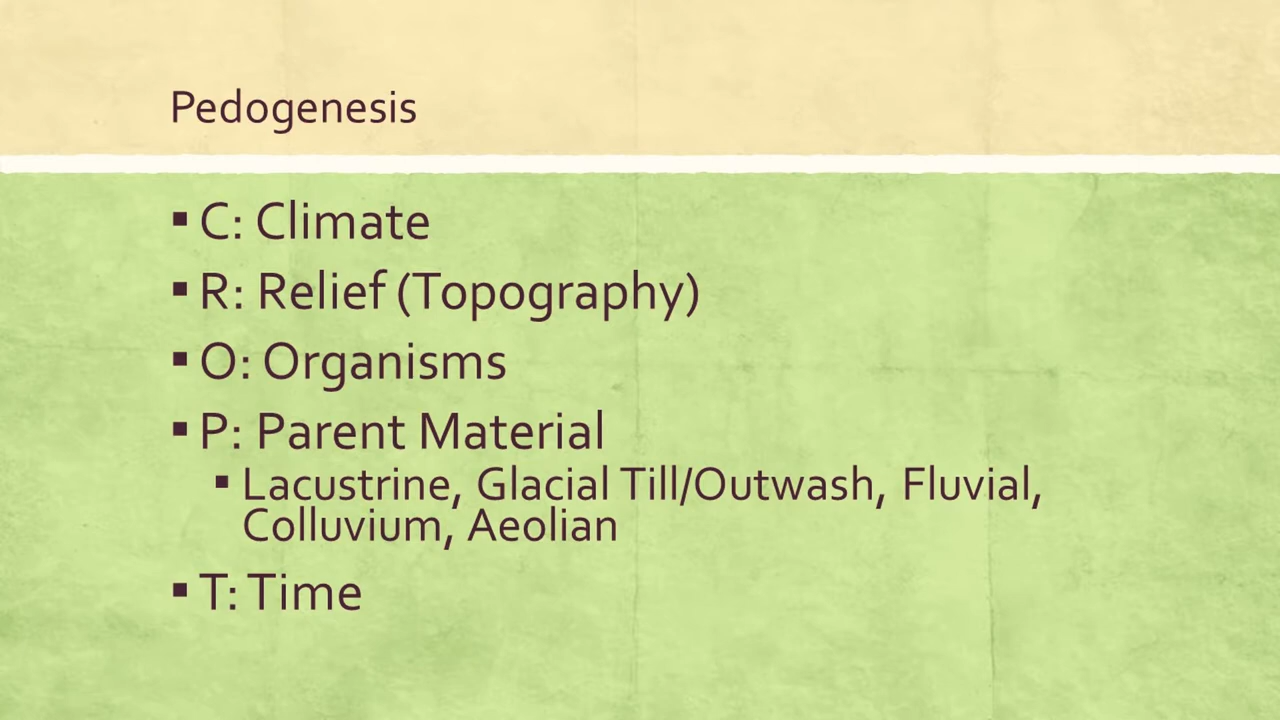 Pedogenesis
▪ C: Climate
▪ R: Relief (Topography)
▪ O: Organisms
▪ P: Parent Material
▪ Lacustrine, Glacial Till/Outwash, Fluvial,
Colluvium, Aeolian
▪ T: Time